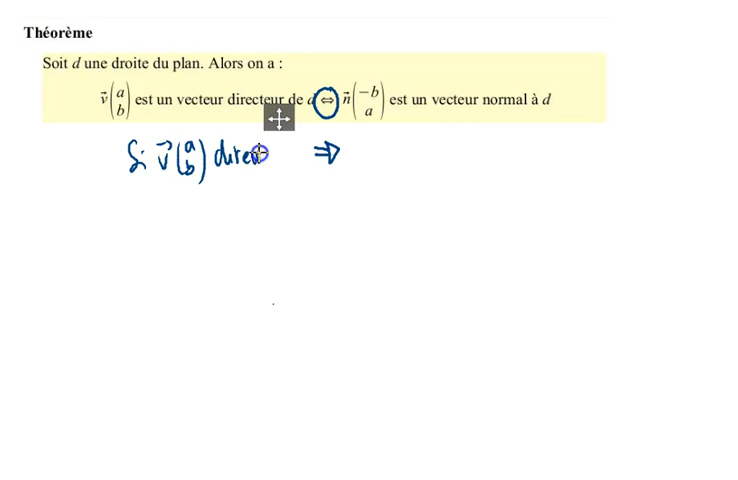 Théorème
Soit d une droite du plan. Alors on a :
v⃗(a b) est un vecteur directeur de d ⇔ n⃗(−b a) est un vecteur normal à d
Si v⃗(a b) direc ⇒